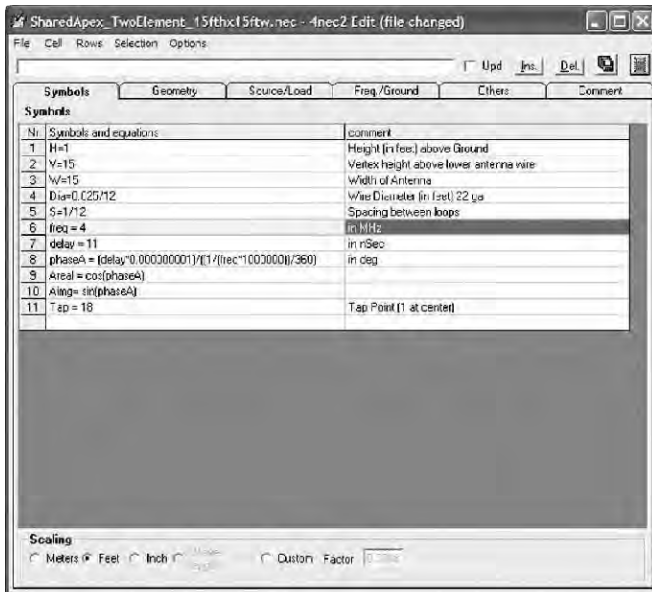 SharedApex_TwoElement_15fthx15ftw.nec - 4nec2 Edit (file changed)
File Cell Rows Selection Options
Upd Ins. Del.
Symbols Geometry Source/Load Freq./Ground Others Comment
Symbols
Nr Symbols and equations comment
1 H=1 Height (in feet) above Ground
2 V=15 Vertex height above lower antenna wire
3 W=15 Width of Antenna
4 Dia=0.025/12 Wire Diameter (in feet) 22 ga
5 S=1/12 Spacing between loops
6 freq = 4 in MHz
7 delay = 11 in nSec
8 phaseA = (delay*0.000000001)/((1/(freq*1000000))/360) in deg
9 Areal = cos(phaseA)
10 Aimg= sin(phaseA)
11 Tap = 18 Tap Point (1 at center)
Scaling
Meters Feet Inch Custom Factor